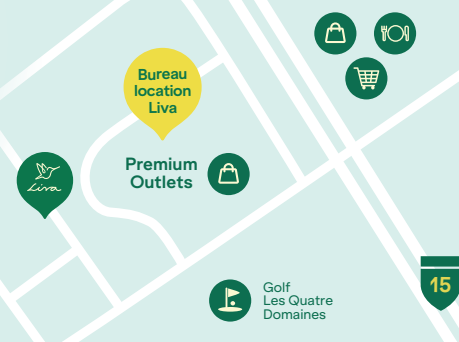 Bureau
location
Liva
Liva
Premium
Outlets
15
Golf
Les Quatre
Domaines